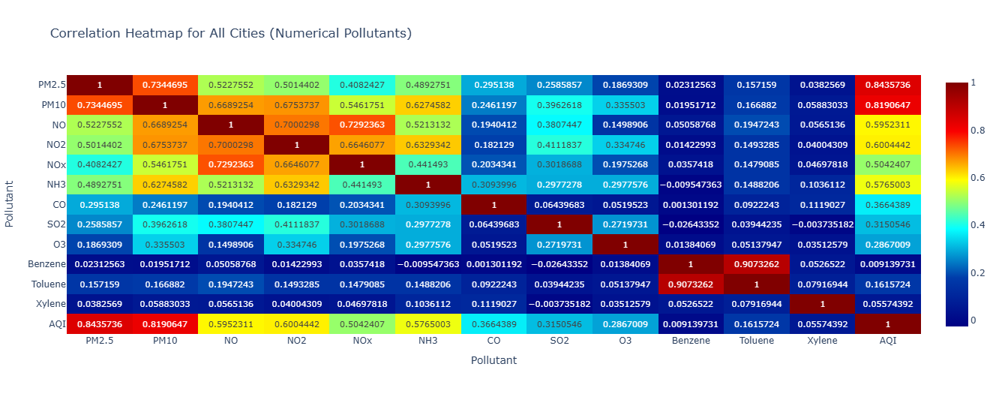 Correlation Heatmap for All Cities (Numerical Pollutants)
PM2.5 1 0.7344695 0.5227552 0.5014402 0.4082427 0.4892751 0.295138 0.2585857 0.1869309 0.02312563 0.157159 0.0382569 0.8435736
PM10 0.7344695 1 0.6689254 0.6753737 0.5461751 0.6274582 0.2461197 0.3962618 0.335503 0.01951712 0.166882 0.05883033 0.8190647
NO 0.5227552 0.6689254 1 0.7000298 0.7292363 0.5213132 0.1940412 0.3807447 0.1498906 0.05058768 0.1947243 0.0565136 0.5952311
NO2 0.5014402 0.6753737 0.7000298 1 0.6646077 0.6329342 0.182129 0.4111837 0.334746 0.01422993 0.1493285 0.04004309 0.6004442
NOx 0.4082427 0.5461751 0.7292363 0.6646077 1 0.441493 0.2034341 0.3018688 0.1975268 0.0357418 0.1479085 0.04697818 0.5042407
NH3 0.4892751 0.6274582 0.5213132 0.6329342 0.441493 1 0.3093996 0.2977278 0.2977576 −0.009547363 0.1488206 0.1036112 0.5765003
CO 0.295138 0.2461197 0.1940412 0.182129 0.2034341 0.3093996 1 0.06439683 0.0519523 0.001301192 0.0922243 0.1119027 0.3664389
SO2 0.2585857 0.3962618 0.3807447 0.4111837 0.3018688 0.2977278 0.06439683 1 0.2719731 −0.02643352 0.03944235 −0.003735182 0.3150546
O3 0.1869309 0.335503 0.1498906 0.334746 0.1975268 0.2977576 0.0519523 0.2719731 1 0.01384069 0.05137947 0.03512579 0.2867009
Benzene 0.02312563 0.01951712 0.05058768 0.01422993 0.0357418 −0.009547363 0.001301192 −0.02643352 0.01384069 1 0.9073262 0.0526522 0.009139731
Toluene 0.157159 0.166882 0.1947243 0.1493285 0.1479085 0.1488206 0.0922243 0.03944235 0.05137947 0.9073262 1 0.07916944 0.1615724
Xylene 0.0382569 0.05883033 0.0565136 0.04004309 0.04697818 0.1036112 0.1119027 −0.003735182 0.03512579 0.0526522 0.07916944 1 0.05574392
AQI 0.8435736 0.8190647 0.5952311 0.6004442 0.5042407 0.5765003 0.3664389 0.3150546 0.2867009 0.009139731 0.1615724 0.05574392 1
PM2.5 PM10 NO NO2 NOx NH3 CO SO2 O3 Benzene Toluene Xylene AQI
Pollutant
Pollutant
1
0.8
0.6
0.4
0.2
0